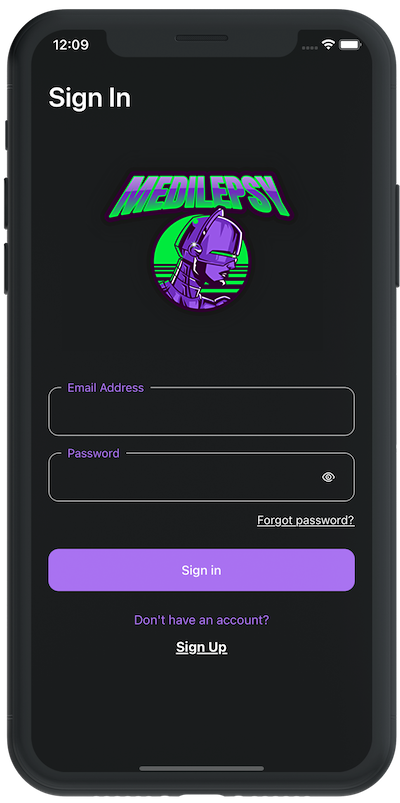 12:09
Sign In
MEDILEPSY
Email Address
Password
Forgot password?
Sign in
Don't have an account?
Sign Up